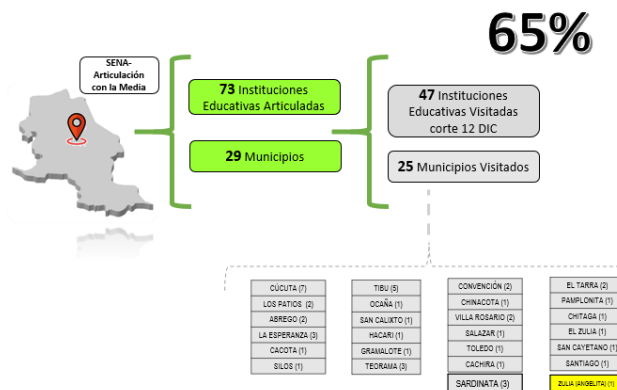 65%
SENA-
Articulación
con la Media
73 Instituciones
Educativas Articuladas
29 Municipios
47 Instituciones
Educativas Visitadas
corte 12 DIC
25 Municipios Visitados
CÚCUTA (7)
LOS PATIOS (2)
ABREGO (2)
LA ESPERANZA (3)
CACOTA (1)
SILOS (1)
TIBU (5)
OCAÑA (1)
SAN CALIXTO (1)
HACARI (1)
GRAMALOTE (1)
TEORAMA (3)
CONVENCIÓN (2)
CHINACOTA (1)
VILLA ROSARIO (2)
SALAZAR (1)
TOLEDO (1)
CACHIRA (1)
SARDINATA (3)
EL TARRA (2)
PAMPLONITA (1)
CHITAGA (1)
EL ZULIA (1)
SAN CAYETANO (1)
SANTIAGO (1)
ZULIA (ANGELITA) (1)